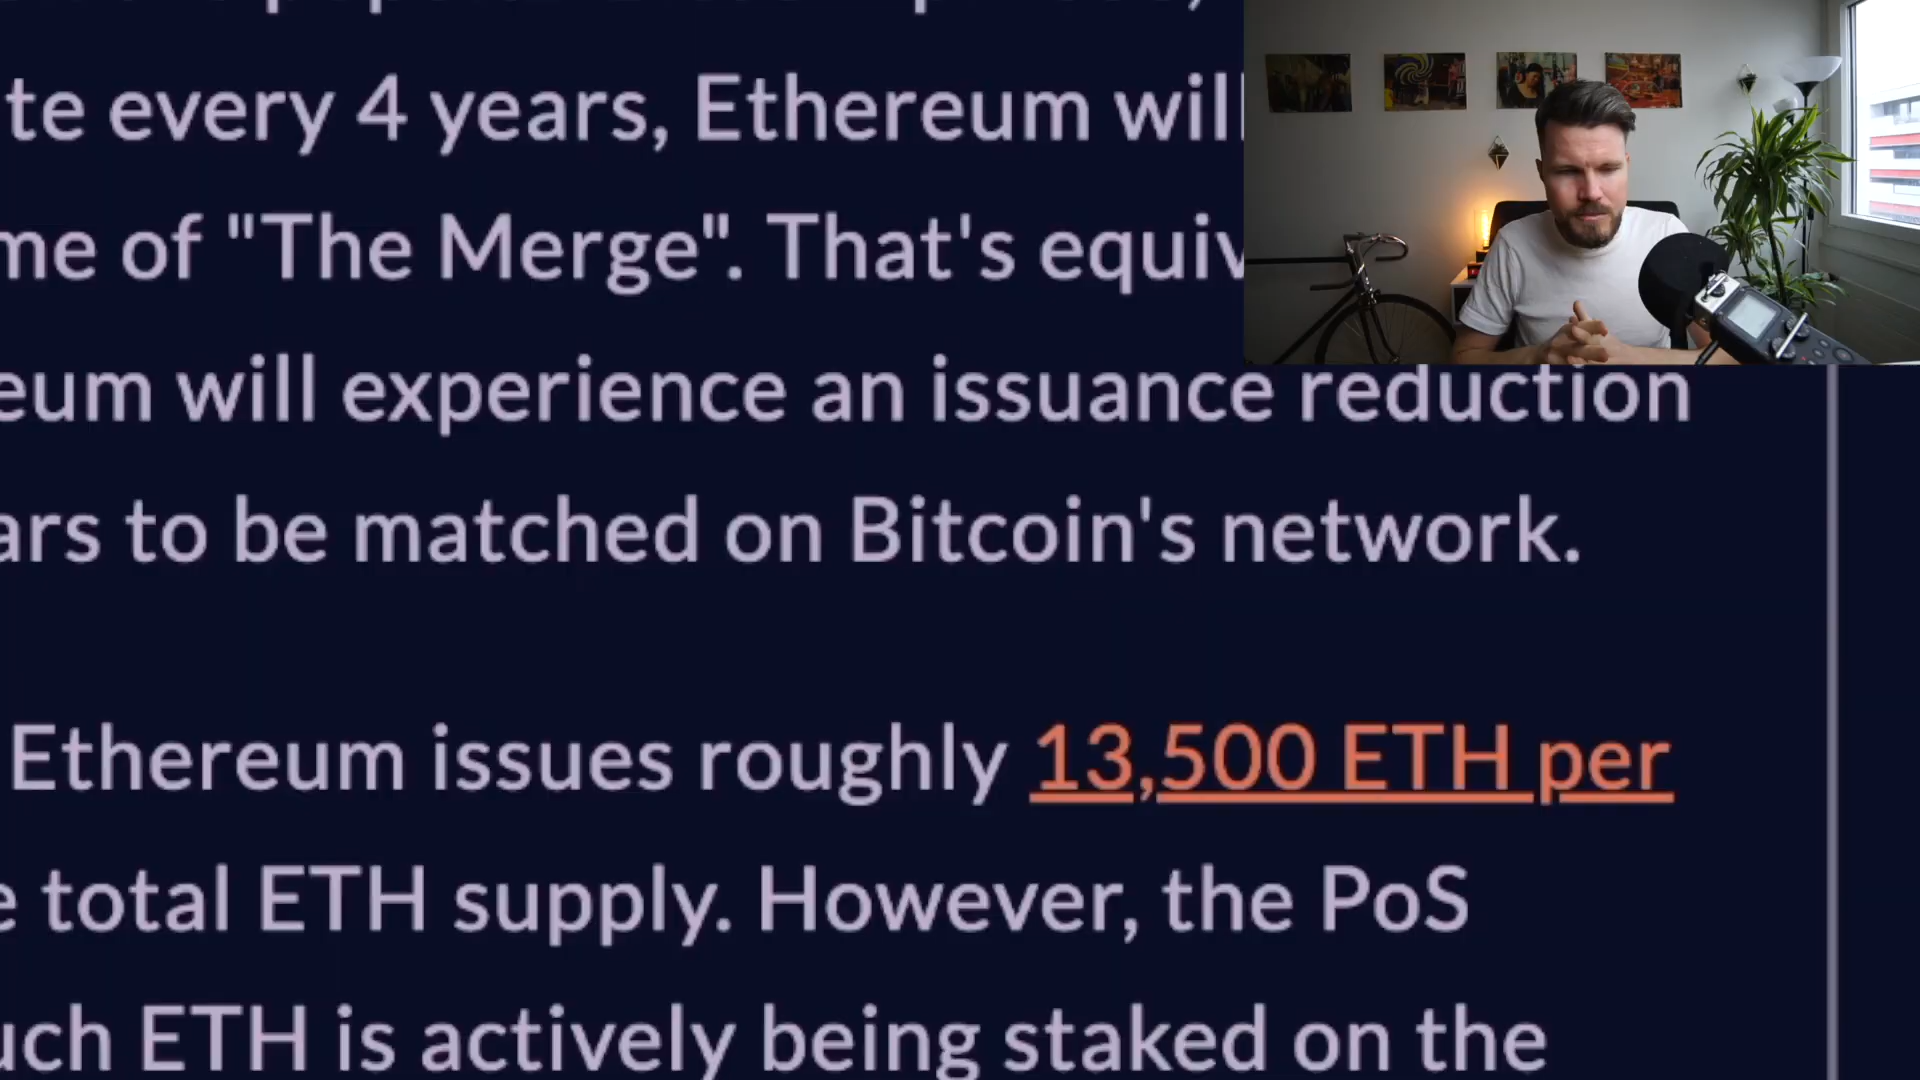 te every 4 years, Ethereum will
me of "The Merge". That's equiv
eum will experience an issuance reduction
ars to be matched on Bitcoin's network.
Ethereum issues roughly 13,500 ETH per
e total ETH supply. However, the PoS
uch ETH is actively being staked on the